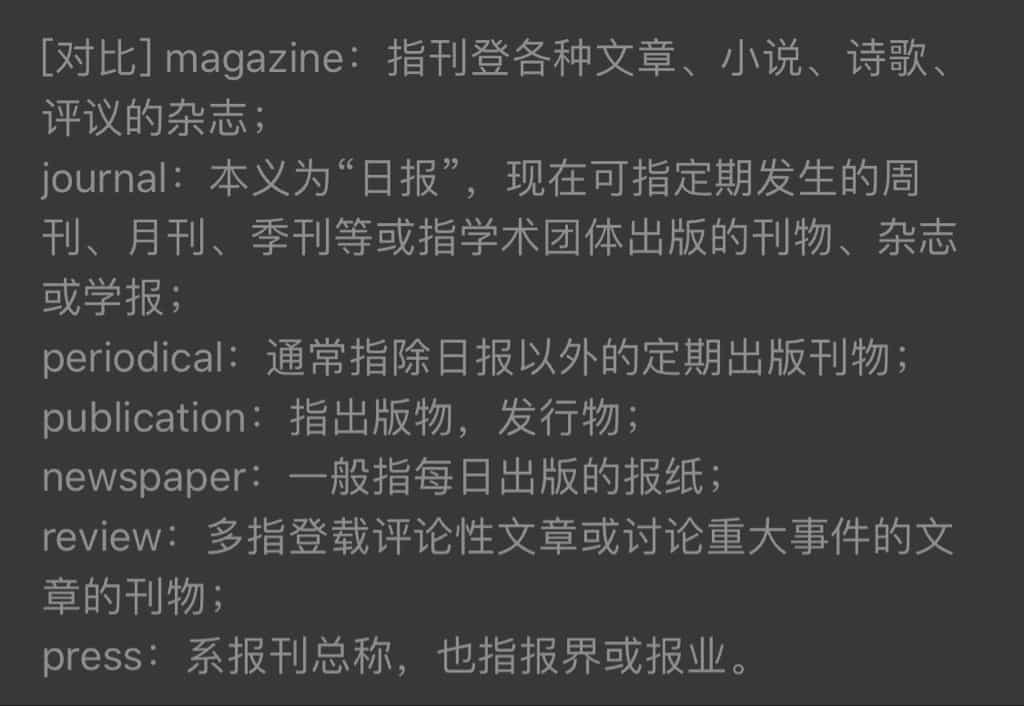 [对比] magazine：指刊登各种文章、小说、诗歌、
评议的杂志；
journal：本义为“日报”，现在可指定期发生的周
刊、月刊、季刊等或指学术团体出版的刊物、杂志
或学报；
periodical：通常指除日报以外的定期出版刊物；
publication：指出版物，发行物；
newspaper：一般指每日出版的报纸；
review：多指登载评论性文章或讨论重大事件的文
章的刊物；
press：系报刊总称，也指报界或报业。